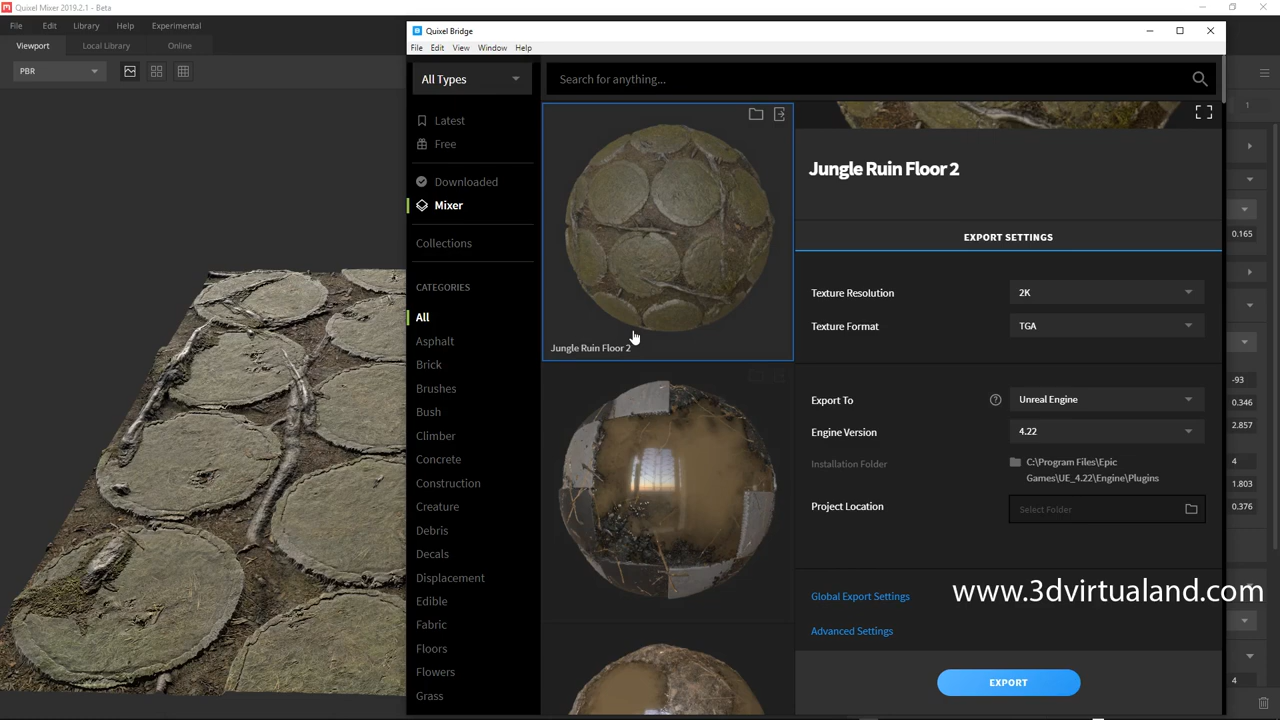 Quixel Mixer 2019.2.1 - Beta
File Edit Library Help Experimental
Viewport Local Library Online
PBR
Quixel Bridge
File Edit View Window Help
All Types
Search for anything...
Latest
Free
Downloaded
Mixer
Collections
CATEGORIES
All
Asphalt
Brick
Brushes
Bush
Climber
Concrete
Construction
Creature
Debris
Decals
Displacement
Edible
Fabric
Floors
Flowers
Grass
Jungle Ruin Floor 2
Jungle Ruin Floor 2
EXPORT SETTINGS
Texture Resolution 2K
Texture Format TGA
Export To Unreal Engine
Engine Version 4.22
Installation Folder C:\Program Files\Epic
Games\UE_4.22\Engine\Plugins
Project Location Select Folder
Global Export Settings
Advanced Settings
EXPORT
www.3dvirtualand.com
1
0.165
-93
0.346
2.857
4
1.803
0.376
4